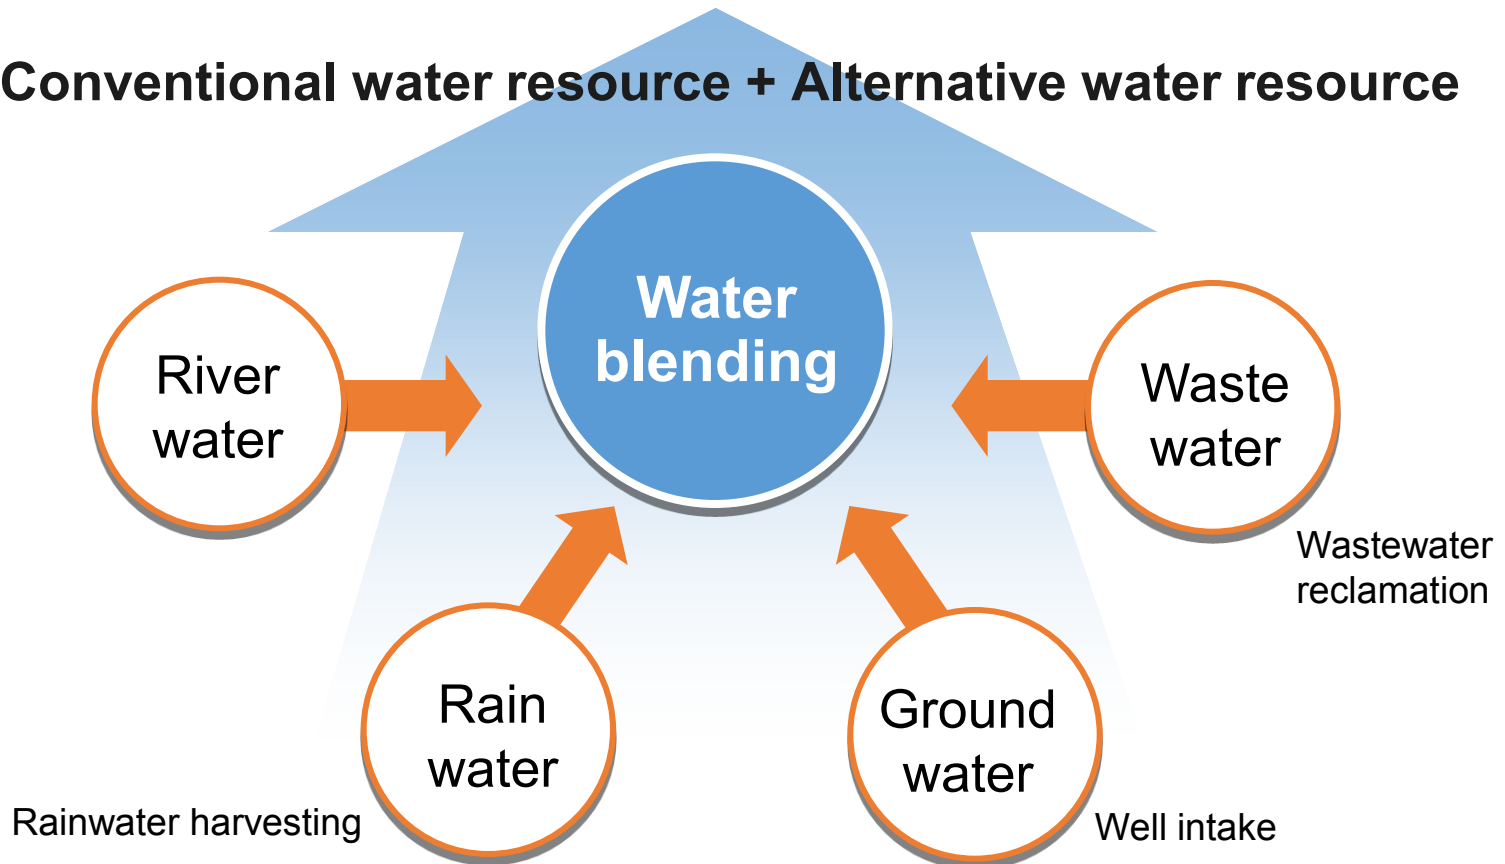 Conventional water resource + Alternative water resource
Water
blending
River
water
Waste
water
Wastewater
reclamation
Rain
water
Rainwater harvesting
Ground
water
Well intake